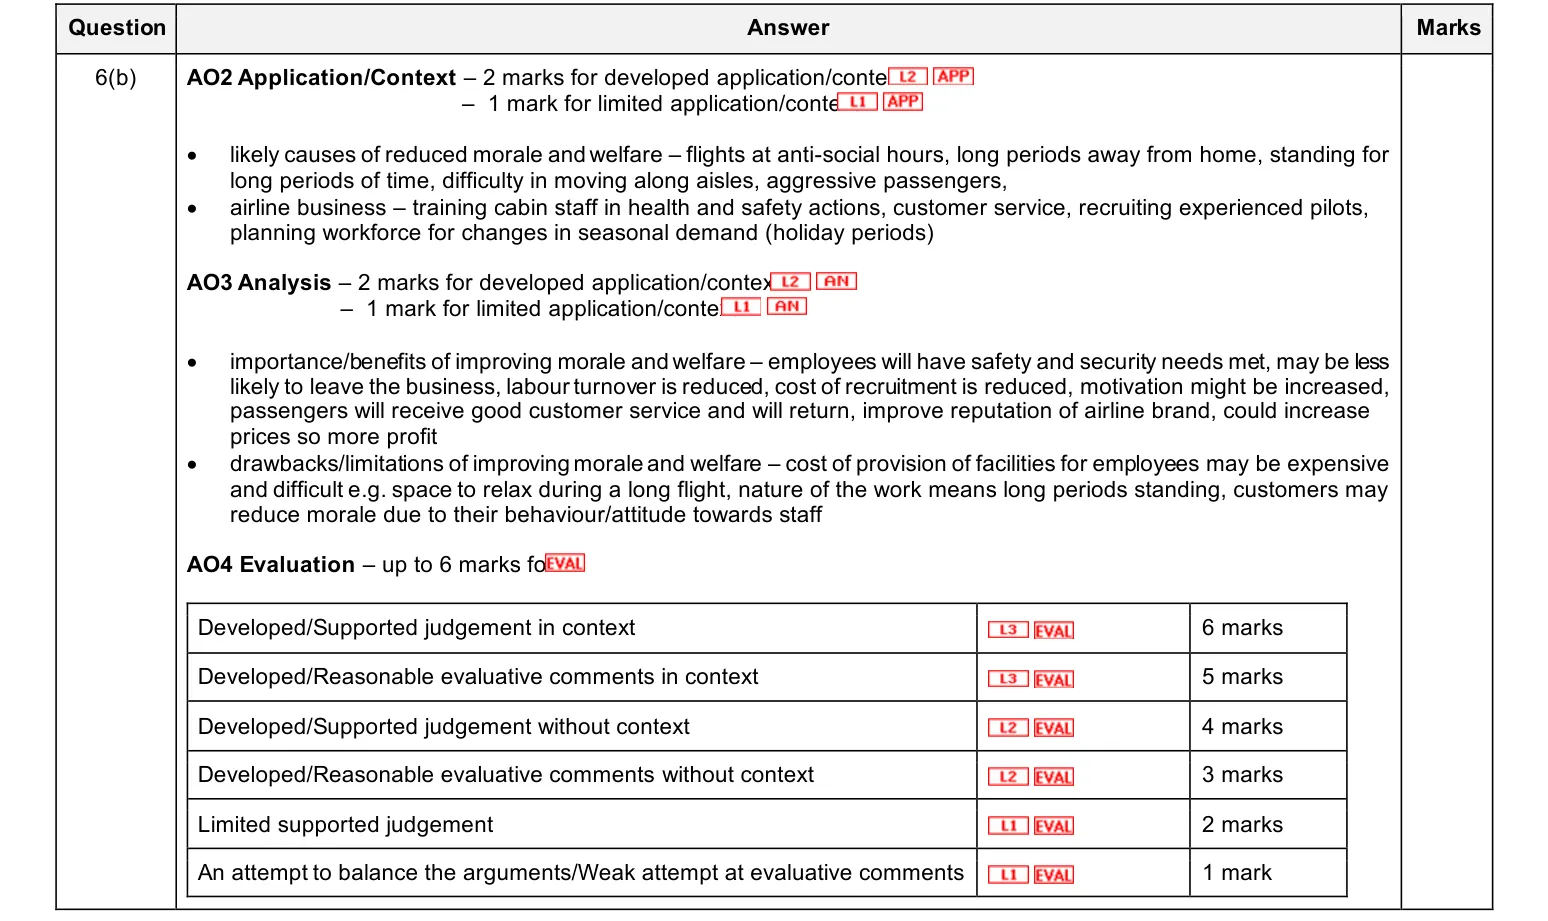 Question Answer Marks
6(b) AO2 Application/Context – 2 marks for developed application/conte L2 APP
– 1 mark for limited application/conte L1 APP
• likely causes of reduced morale and welfare – flights at anti-social hours, long periods away from home, standing for
long periods of time, difficulty in moving along aisles, aggressive passengers,
• airline business – training cabin staff in health and safety actions, customer service, recruiting experienced pilots,
planning workforce for changes in seasonal demand (holiday periods)
AO3 Analysis – 2 marks for developed application/contex L2 AN
– 1 mark for limited application/conte L1 AN
• importance/benefits of improving morale and welfare – employees will have safety and security needs met, may be less
likely to leave the business, labour turnover is reduced, cost of recruitment is reduced, motivation might be increased,
passengers will receive good customer service and will return, improve reputation of airline brand, could increase
prices so more profit
• drawbacks/limitations of improving morale and welfare – cost of provision of facilities for employees may be expensive
and difficult e.g. space to relax during a long flight, nature of the work means long periods standing, customers may
reduce morale due to their behaviour/attitude towards staff
AO4 Evaluation – up to 6 marks fo EVAL
Developed/Supported judgement in context L3 EVAL 6 marks
Developed/Reasonable evaluative comments in context L3 EVAL 5 marks
Developed/Supported judgement without context L2 EVAL 4 marks
Developed/Reasonable evaluative comments without context L2 EVAL 3 marks
Limited supported judgement L1 EVAL 2 marks
An attempt to balance the arguments/Weak attempt at evaluative comments L1 EVAL 1 mark